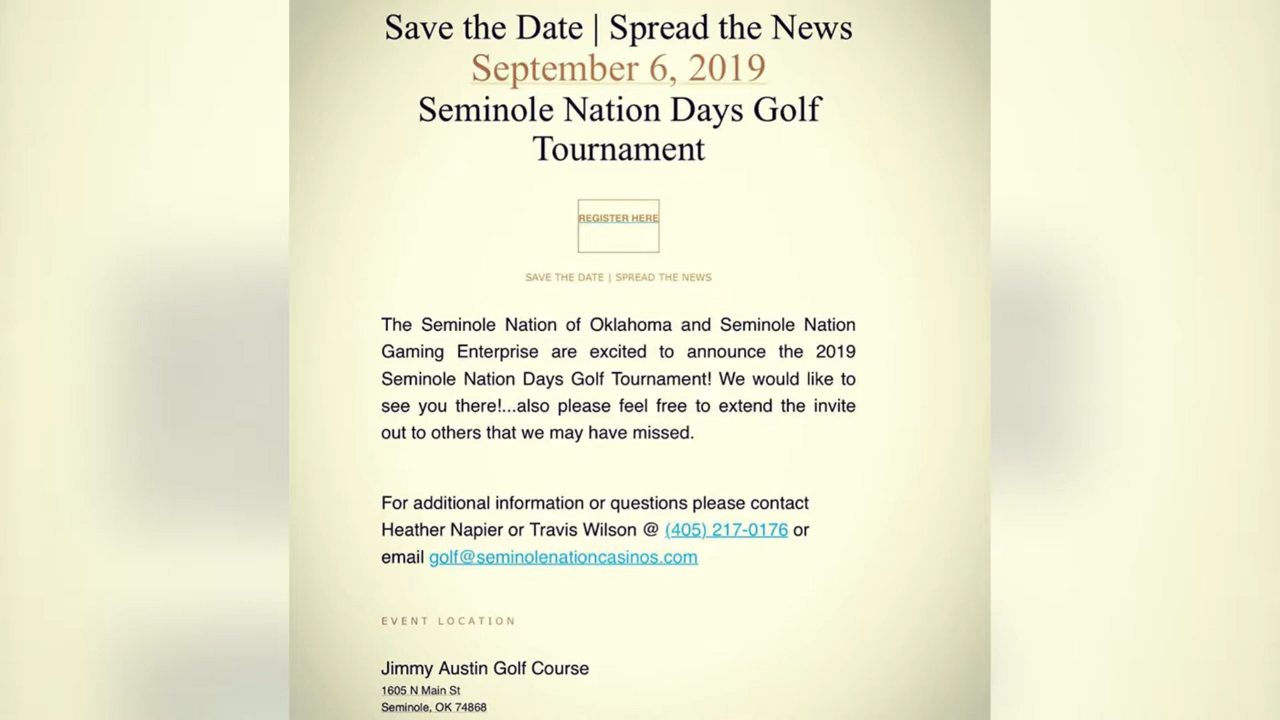 Save the Date | Spread the News
September 6, 2019
Seminole Nation Days Golf
Tournament
REGISTER HERE
SAVE THE DATE | SPREAD THE NEWS
The Seminole Nation of Oklahoma and Seminole Nation
Gaming Enterprise are excited to announce the 2019
Seminole Nation Days Golf Tournament! We would like to
see you there!...also please feel free to extend the invite
out to others that we may have missed.
For additional information or questions please contact
Heather Napier or Travis Wilson @ (405) 217-0176 or
email golf@seminolenationcasinos.com
EVENT LOCATION
Jimmy Austin Golf Course
1605 N Main St
Seminole, OK 74868